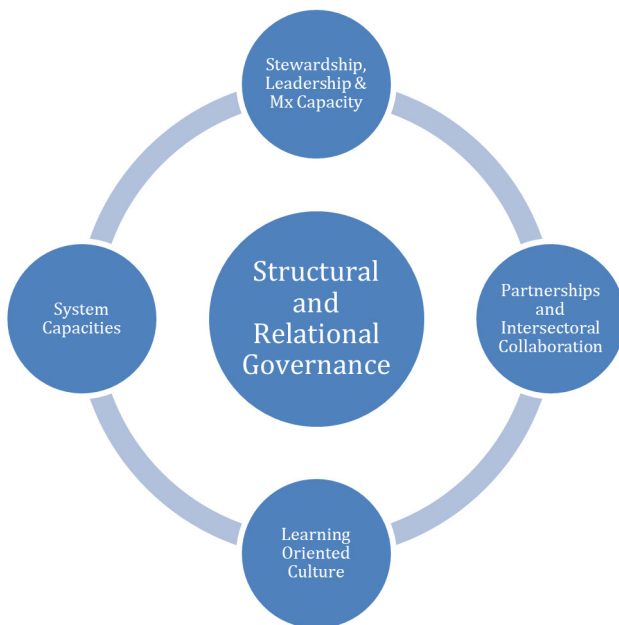 Stewardship,
Leadership &
Mx Capacity
Structural
and
Relational
Governance
System
Capacities
Partnerships
and
Intersectoral
Collaboration
Learning
Oriented
Culture